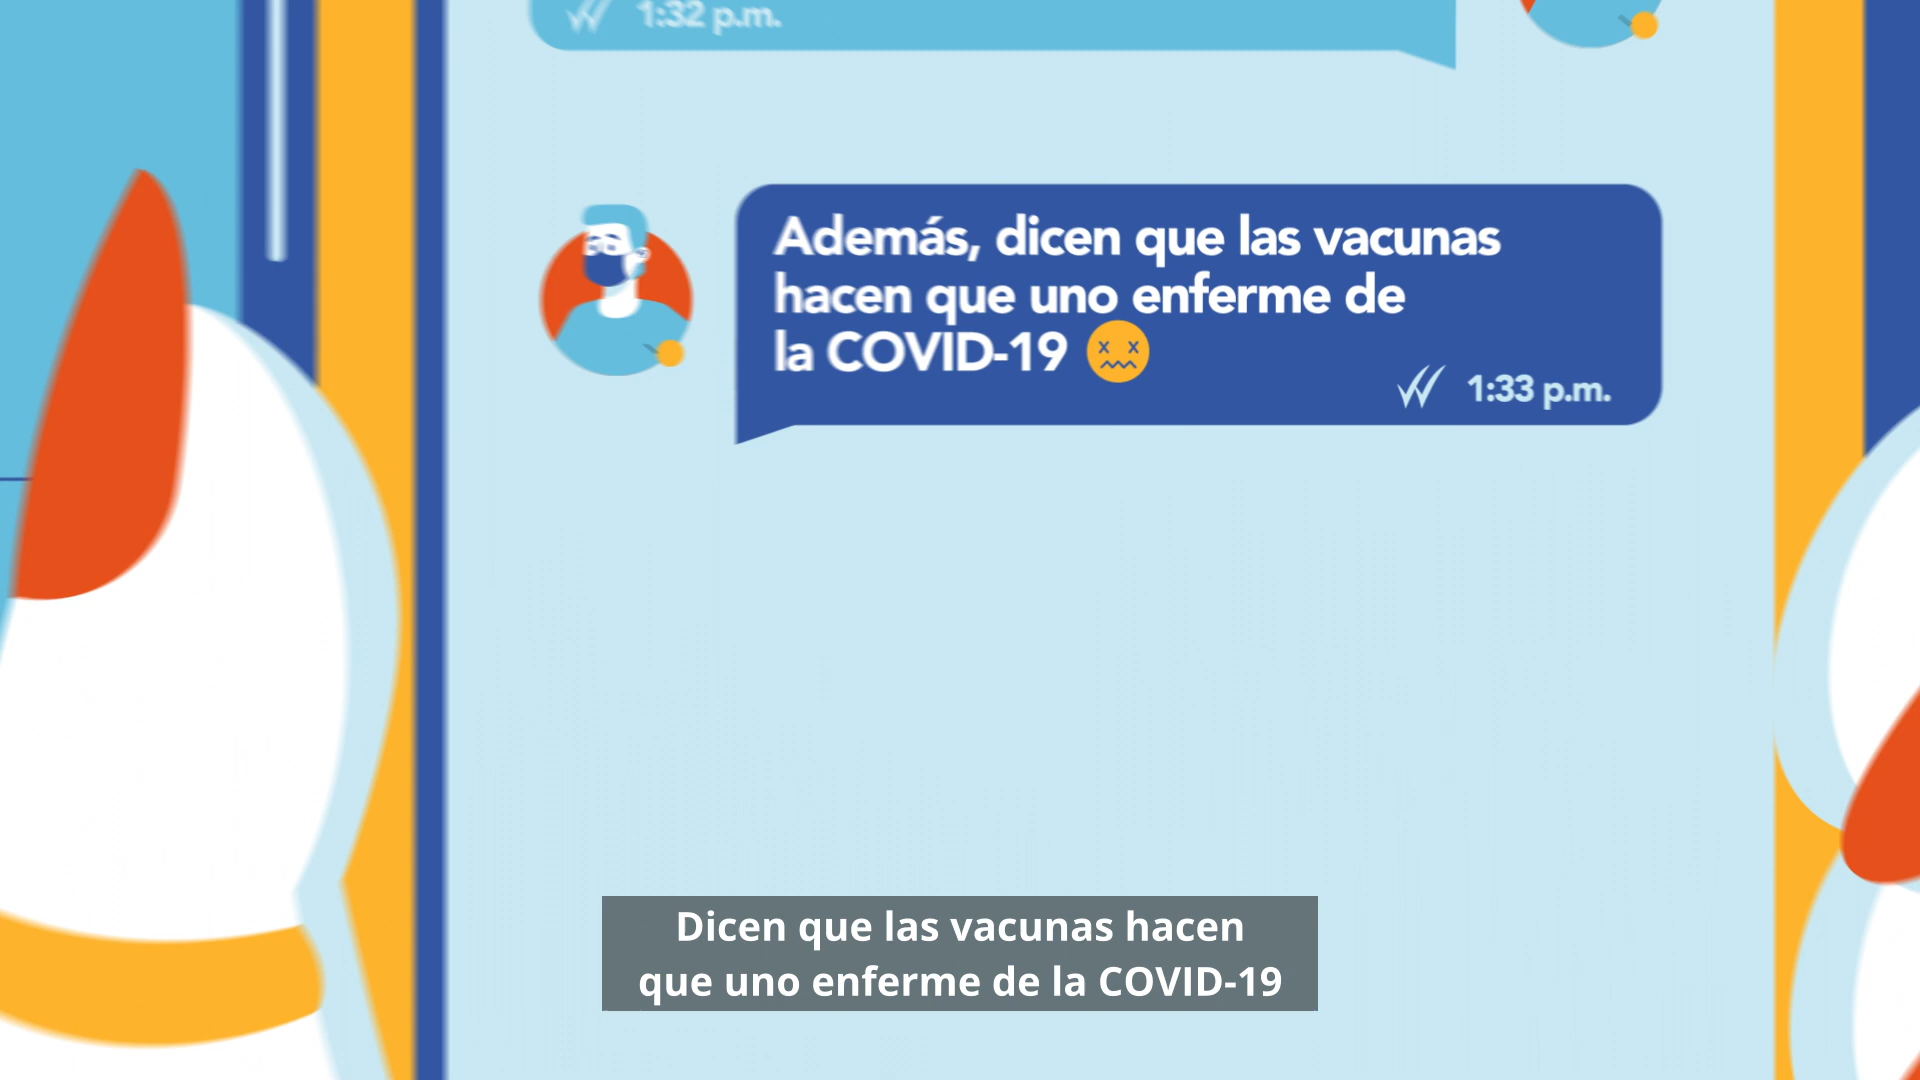 1:32 p.m.
Además, dicen que las vacunas
hacen que uno enferme de
la COVID-19
1:33 p.m.
Dicen que las vacunas hacen
que uno enferme de la COVID-19